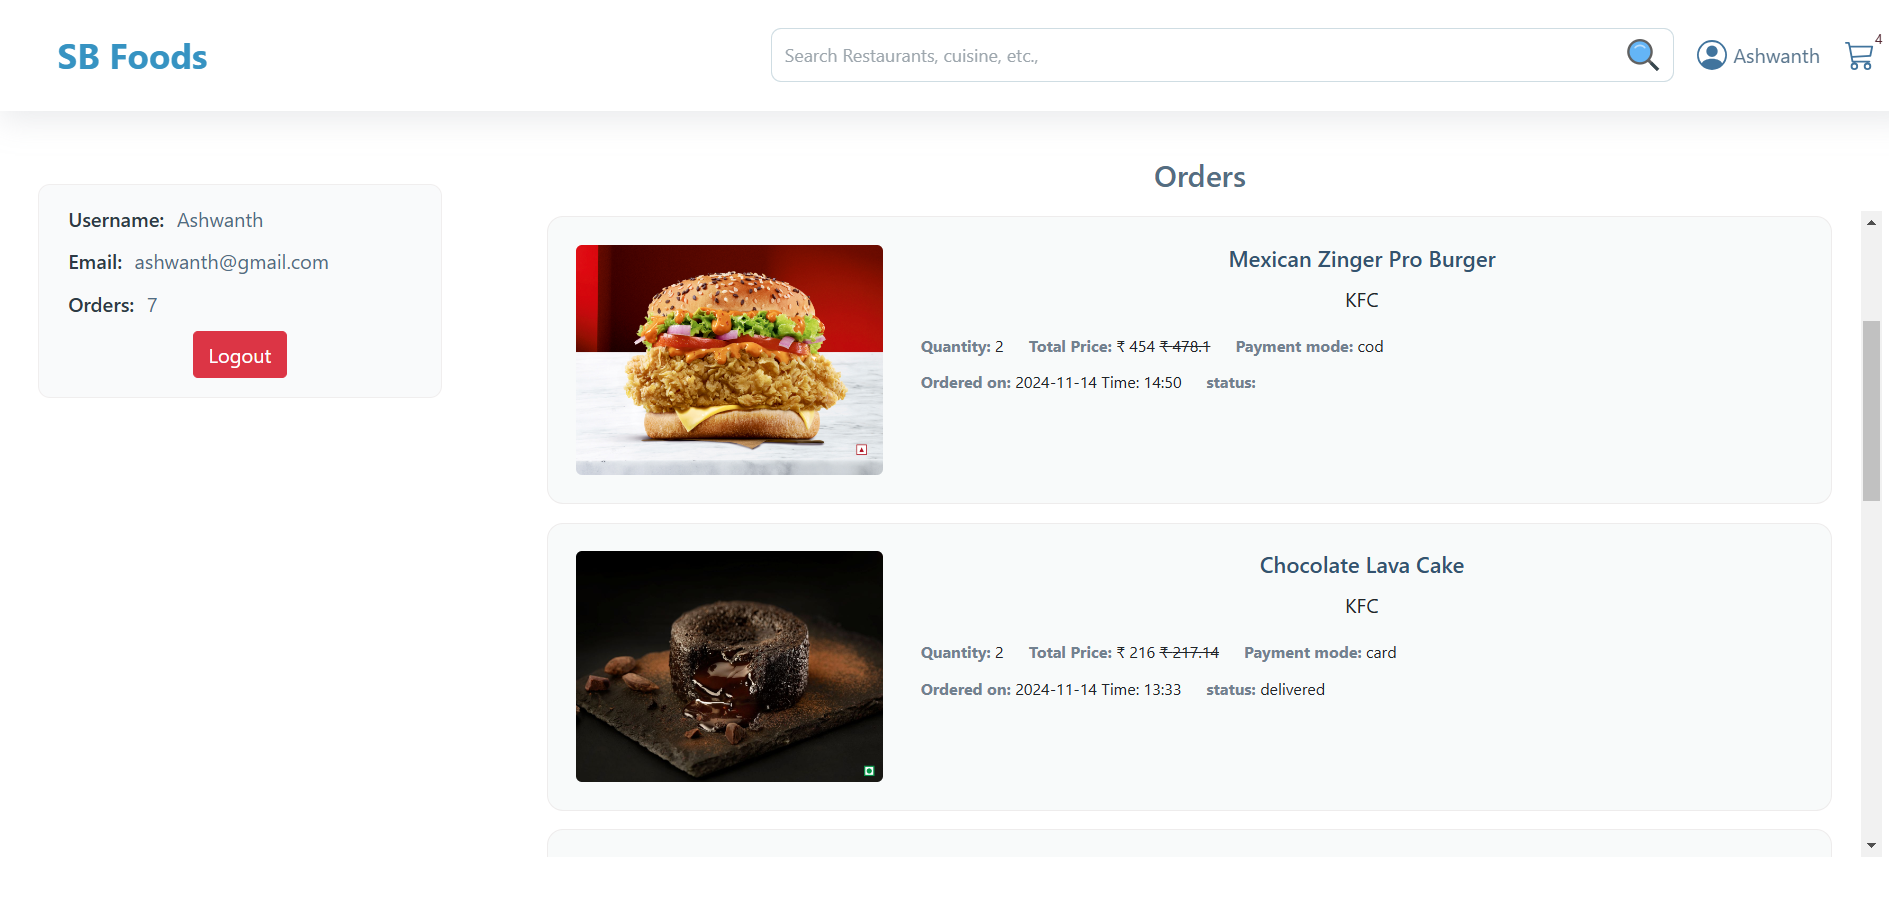 SB Foods
Search Restaurants, cuisine, etc.,
Ashwanth
4
Username: Ashwanth
Email: ashwanth@gmail.com
Orders: 7
Logout
Orders
Mexican Zinger Pro Burger
KFC
Quantity: 2 Total Price: ₹ 454 ₹ 478.1 Payment mode: cod
Ordered on: 2024-11-14 Time: 14:50 status:
Chocolate Lava Cake
KFC
Quantity: 2 Total Price: ₹ 216 ₹ 217.14 Payment mode: card
Ordered on: 2024-11-14 Time: 13:33 status: delivered